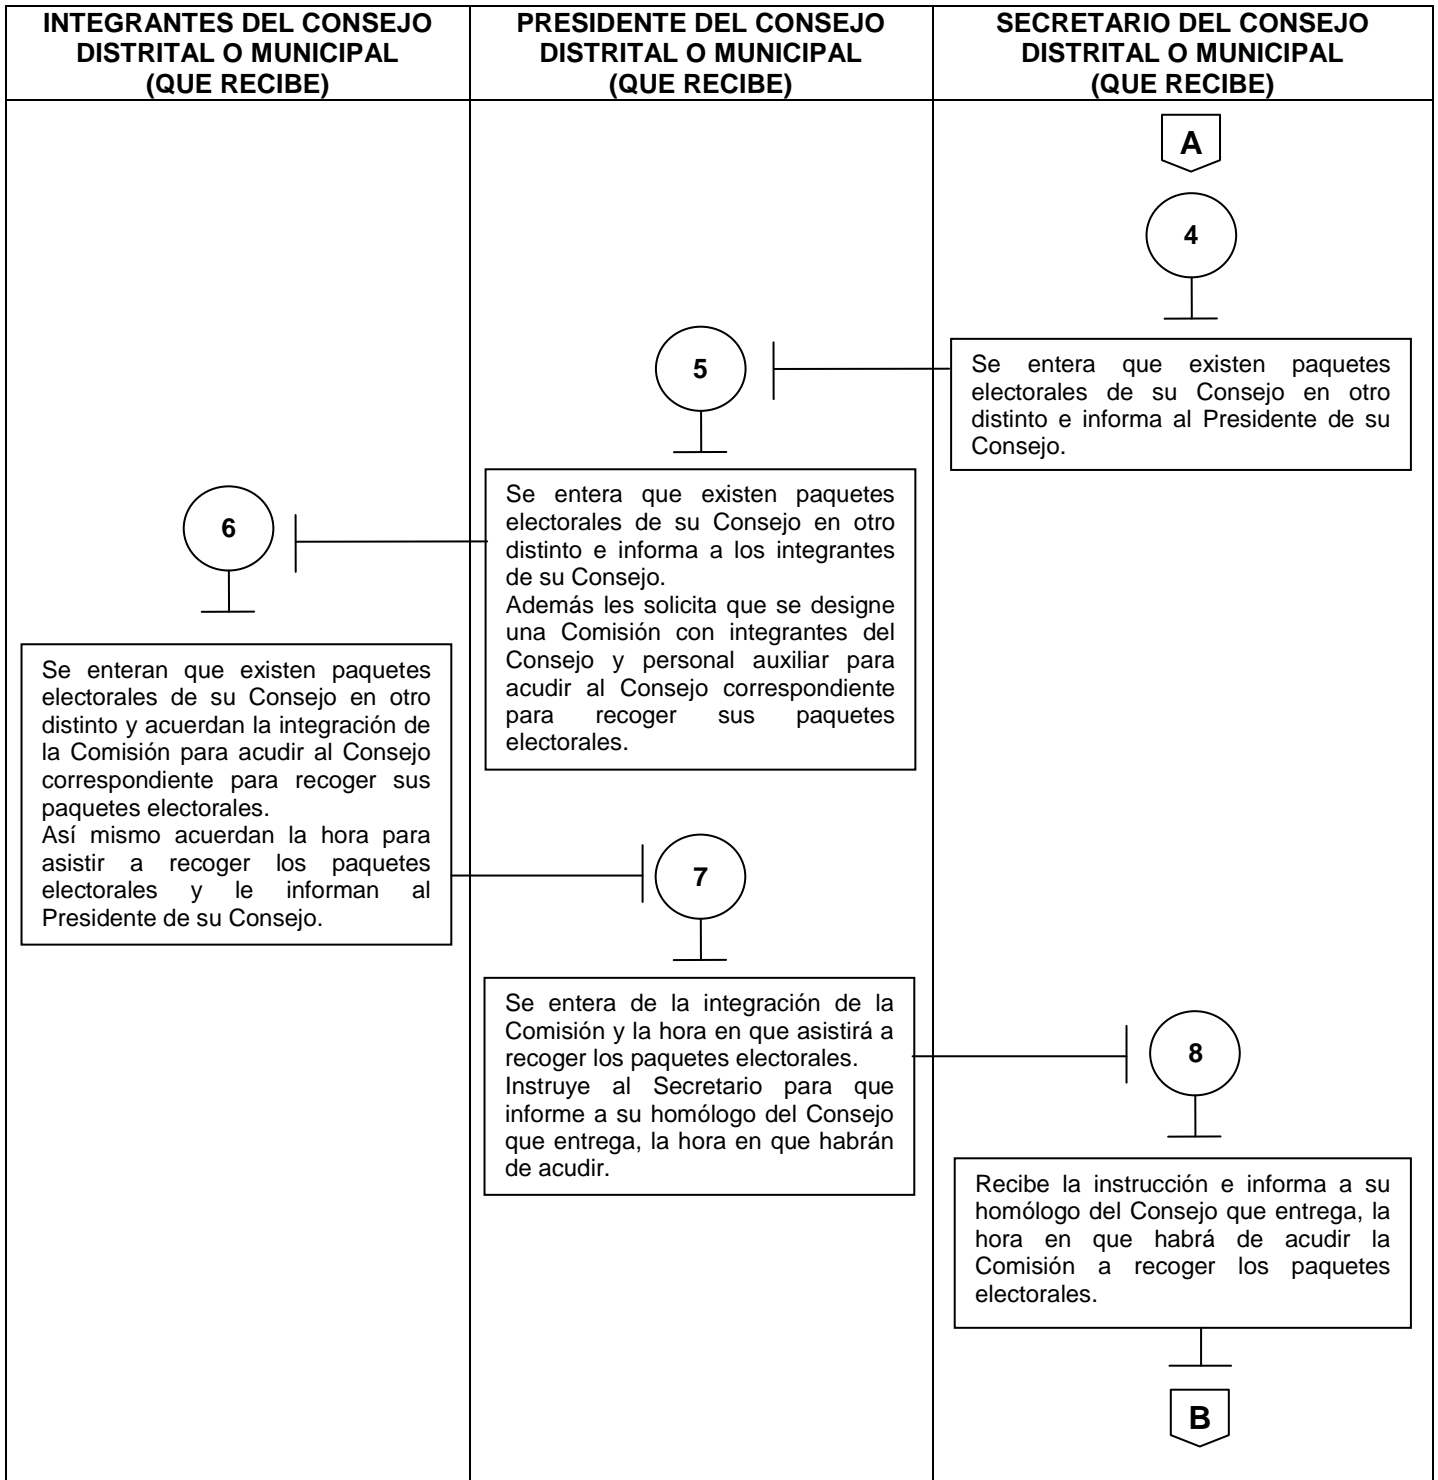 INTEGRANTES DEL CONSEJO
DISTRITAL O MUNICIPAL
(QUE RECIBE)
PRESIDENTE DEL CONSEJO
DISTRITAL O MUNICIPAL
(QUE RECIBE)
SECRETARIO DEL CONSEJO
DISTRITAL O MUNICIPAL
(QUE RECIBE)
A
4
Se entera que existen paquetes
electorales de su Consejo en otro
distinto e informa al Presidente de su
Consejo.
5
Se entera que existen paquetes
electorales de su Consejo en otro
distinto e informa a los integrantes
de su Consejo.
Además les solicita que se designe
una Comisión con integrantes del
Consejo y personal auxiliar para
acudir al Consejo correspondiente
para recoger sus paquetes
electorales.
6
Se enteran que existen paquetes
electorales de su Consejo en otro
distinto y acuerdan la integración de
la Comisión para acudir al Consejo
correspondiente para recoger sus
paquetes electorales.
Así mismo acuerdan la hora para
asistir a recoger los paquetes
electorales y le informan al
Presidente de su Consejo.
7
Se entera de la integración de la
Comisión y la hora en que asistirá a
recoger los paquetes electorales.
Instruye al Secretario para que
informe a su homólogo del Consejo
que entrega, la hora en que habrán
de acudir.
8
Recibe la instrucción e informa a su
homólogo del Consejo que entrega, la
hora en que habrá de acudir la
Comisión a recoger los paquetes
electorales.
B